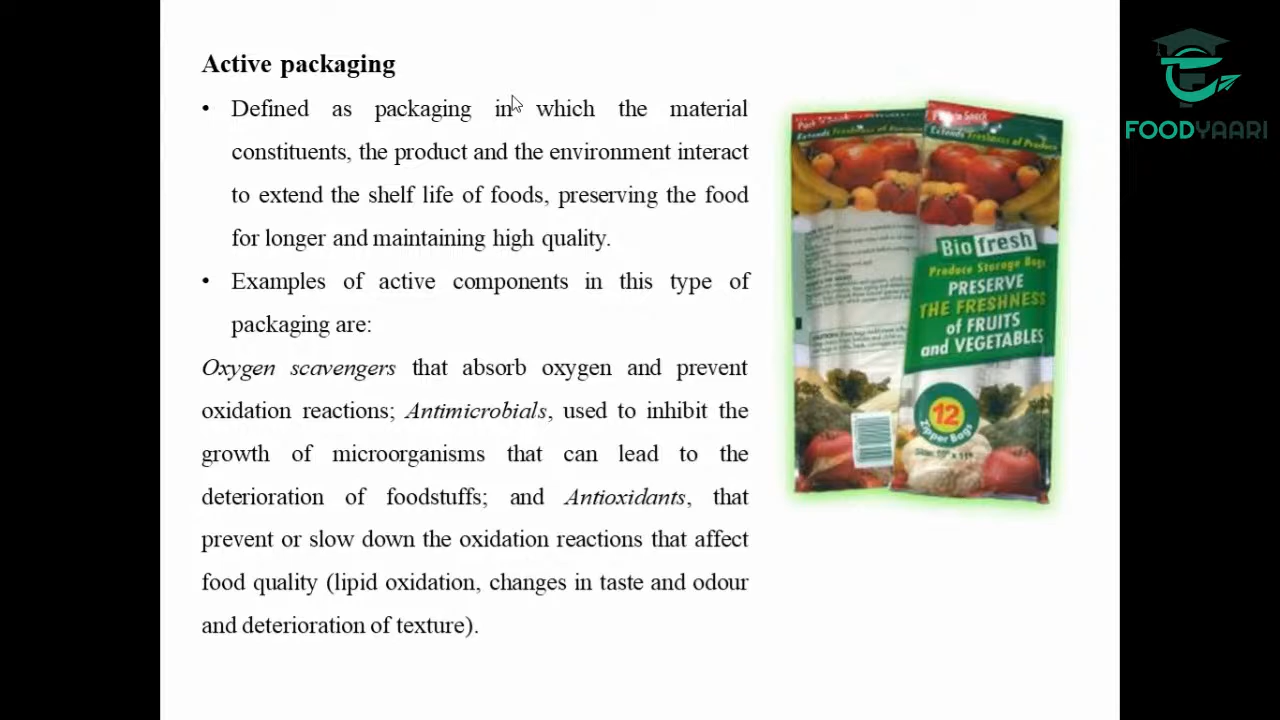 Active packaging
• Defined as packaging in which the material
constituents, the product and the environment interact
to extend the shelf life of foods, preserving the food
for longer and maintaining high quality.
• Examples of active components in this type of
packaging are:
Oxygen scavengers that absorb oxygen and prevent
oxidation reactions; Antimicrobials, used to inhibit the
growth of microorganisms that can lead to the
deterioration of foodstuffs; and Antioxidants, that
prevent or slow down the oxidation reactions that affect
food quality (lipid oxidation, changes in taste and odour
and deterioration of texture).
Extends Freshness of Produce
Bio fresh
Produce Storage Bags
PRESERVE
THE FRESHNESS
of FRUITS
and VEGETABLES
12
Zipper Bags
FOODYAARI